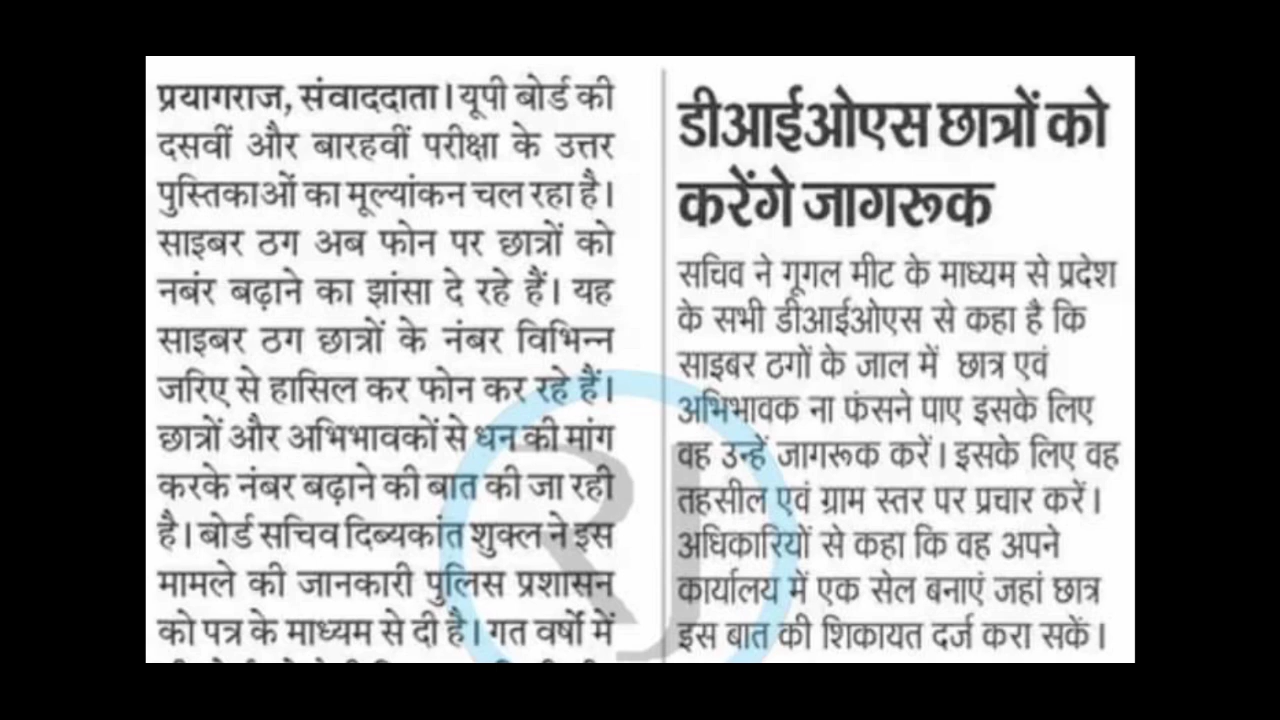 प्रयागराज, संवाददाता। यूपी बोर्ड की
दसवीं और बारहवीं परीक्षा के उत्तर
पुस्तिकाओं का मूल्यांकन चल रहा है।
साइबर ठग अब फोन पर छात्रों को
नबंर बढ़ाने का झांसा दे रहे हैं। यह
साइबर ठग छात्रों के नंबर विभिन्न
जरिए से हासिल कर फोन कर रहे हैं।
छात्रों और अभिभावकों से धन की मांग
करके नंबर बढ़ाने की बात की जा रही
है। बोर्ड सचिव दिब्यकांत शुक्ल ने इस
मामले की जानकारी पुलिस प्रशासन
को पत्र के माध्यम से दी है। गत वर्षों में
डीआईओएस छात्रों को
करेंगे जागरूक
सचिव ने गूगल मीट के माध्यम से प्रदेश
के सभी डीआईओएस से कहा है कि
साइबर ठगों के जाल में छात्र एवं
अभिभावक ना फंसने पाए इसके लिए
वह उन्हें जागरूक करें। इसके लिए वह
तहसील एवं ग्राम स्तर पर प्रचार करें।
अधिकारियों से कहा कि वह अपने
कार्यालय में एक सेल बनाएं जहां छात्र
इस बात की शिकायत दर्ज करा सकें।
RJ